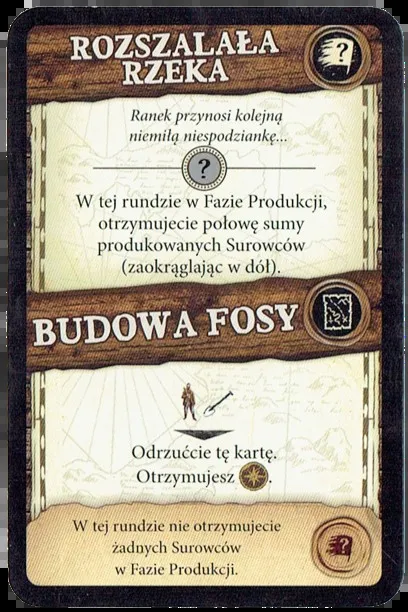 ROZSZALAŁA
RZEKA
?
Ranek przynosi kolejną
niemiłą niespodziankę...
?
W tej rundzie w Fazie Produkcji,
otrzymujecie połowę sumy
produkowanych Surowców
(zaokrąglając w dół).
BUDOWA FOSY
Odrzućcie tę kartę.
Otrzymujesz .
W tej rundzie nie otrzymujecie
żadnych Surowców
w Fazie Produkcji.
?